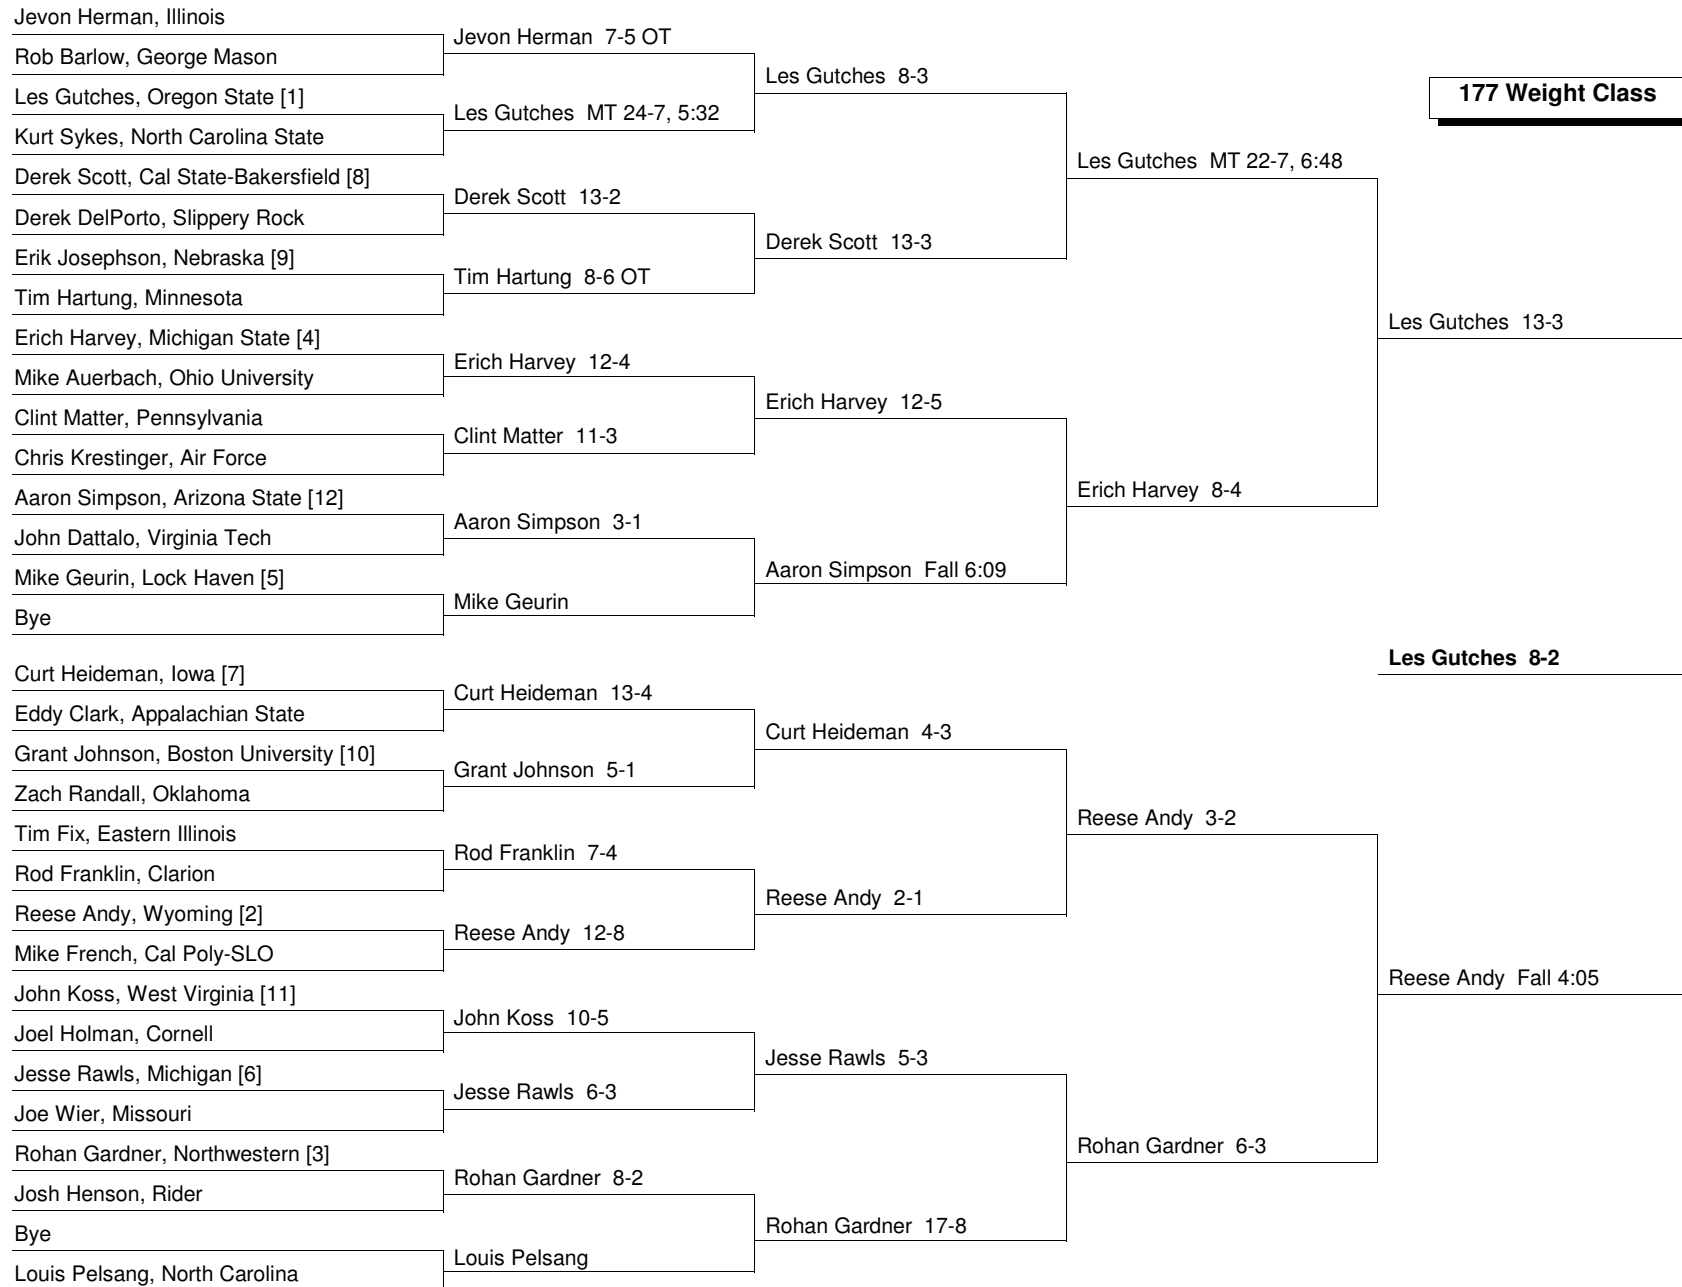 Jevon Herman, Illinois
Rob Barlow, George Mason
Les Gutches, Oregon State [1]
Kurt Sykes, North Carolina State
Derek Scott, Cal State-Bakersfield [8]
Derek DelPorto, Slippery Rock
Erik Josephson, Nebraska [9]
Tim Hartung, Minnesota
Erich Harvey, Michigan State [4]
Mike Auerbach, Ohio University
Clint Matter, Pennsylvania
Chris Krestinger, Air Force
Aaron Simpson, Arizona State [12]
John Dattalo, Virginia Tech
Mike Geurin, Lock Haven [5]
Bye
Curt Heideman, Iowa [7]
Eddy Clark, Appalachian State
Grant Johnson, Boston University [10]
Zach Randall, Oklahoma
Tim Fix, Eastern Illinois
Rod Franklin, Clarion
Reese Andy, Wyoming [2]
Mike French, Cal Poly-SLO
John Koss, West Virginia [11]
Joel Holman, Cornell
Jesse Rawls, Michigan [6]
Joe Wier, Missouri
Rohan Gardner, Northwestern [3]
Josh Henson, Rider
Bye
Louis Pelsang, North Carolina
Jevon Herman 7-5 OT
Les Gutches MT 24-7, 5:32
Derek Scott 13-2
Tim Hartung 8-6 OT
Erich Harvey 12-4
Clint Matter 11-3
Aaron Simpson 3-1
Mike Geurin
Curt Heideman 13-4
Grant Johnson 5-1
Rod Franklin 7-4
Reese Andy 12-8
John Koss 10-5
Jesse Rawls 6-3
Rohan Gardner 8-2
Louis Pelsang
Les Gutches 8-3
Derek Scott 13-3
Erich Harvey 12-5
Aaron Simpson Fall 6:09
Curt Heideman 4-3
Reese Andy 2-1
Jesse Rawls 5-3
Rohan Gardner 17-8
Les Gutches MT 22-7, 6:48
Erich Harvey 8-4
Reese Andy 3-2
Rohan Gardner 6-3
177 Weight Class
Les Gutches 13-3
Les Gutches 8-2
Reese Andy Fall 4:05